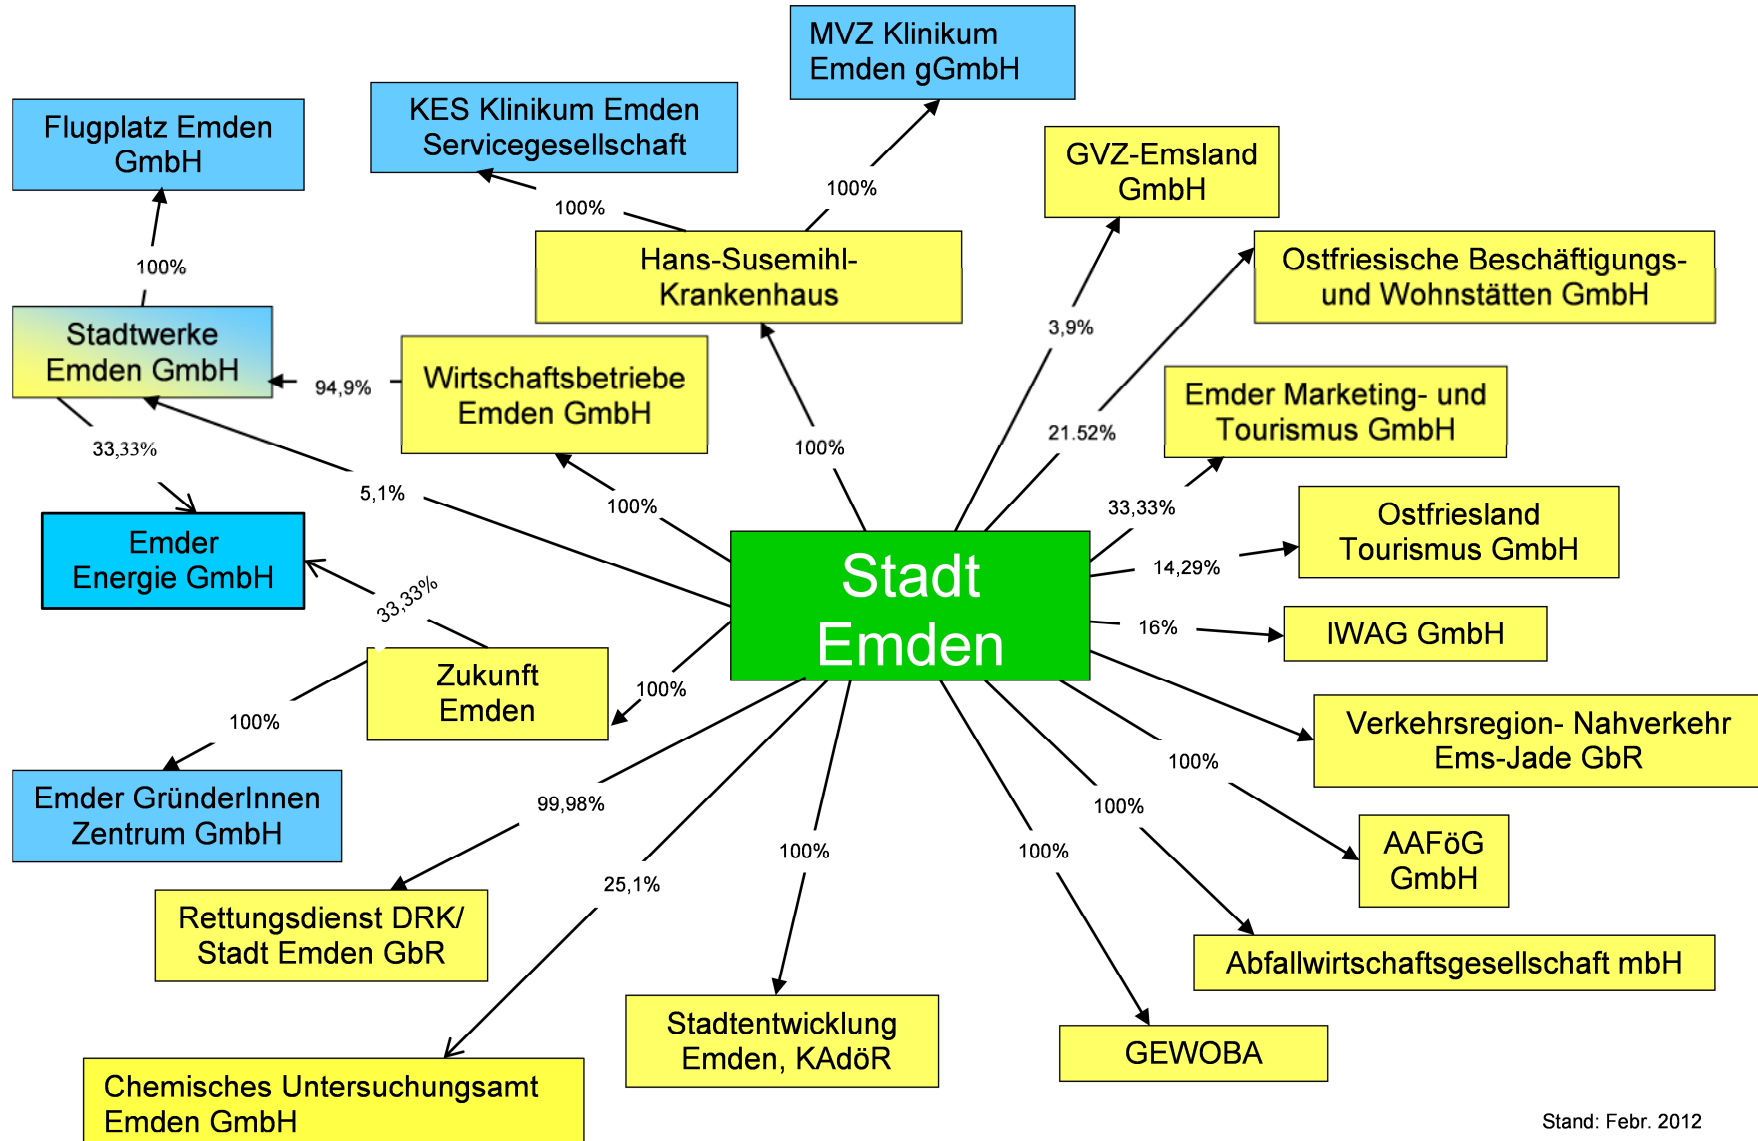 MVZ Klinikum
Emden gGmbH
KES Klinikum Emden
Servicegesellschaft
Flugplatz Emden
GmbH
GVZ-Emsland
GmbH
100%
100%
Hans-Susemihl-
Krankenhaus
Ostfriesische Beschäftigungs-
und Wohnstätten GmbH
100%
Stadtwerke
Emden GmbH
94,9%
Wirtschaftsbetriebe
Emden GmbH
3,9%
Emder Marketing- und
Tourismus GmbH
33,33%
100%
21.52%
5,1%
100%
33,33%
Ostfriesland
Tourismus GmbH
Emder
Energie GmbH
Stadt
Emden
14,29%
33,33%
16%
IWAG GmbH
Zukunft
Emden
100%
100%
Verkehrsregion- Nahverkehr
Ems-Jade GbR
100%
Emder GründerInnen
Zentrum GmbH
99,98%
100%
100%
100%
AAFöG
GmbH
25,1%
100%
Rettungsdienst DRK/
Stadt Emden GbR
Abfallwirtschaftsgesellschaft mbH
Stadtentwicklung
Emden, KAdöR
GEWOBA
Chemisches Untersuchungsamt
Emden GmbH
Stand: Febr. 2012